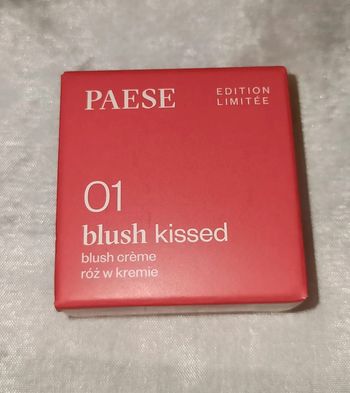 PAESE
EDITION
LIMITÉE
01
blush kissed
blush crème
róż w kremie